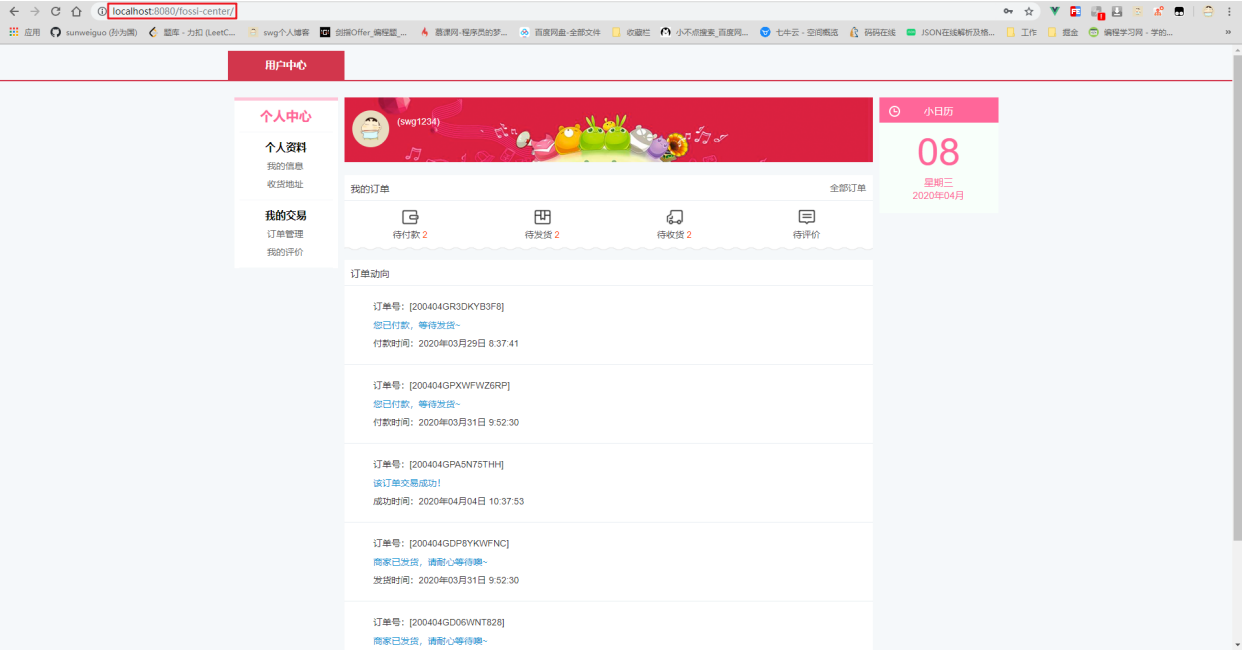 localhost:8080/fossi-center/
应用 sunweiguo (孙为国) 题库 - 力扣 (LeetC... swg个人博客 剑指Offer_编程题_... 慕课网-程序员的梦... 百度网盘-全部文件 收藏栏 小不点搜索_百度网... 七牛云 - 空间概览 码码在线 JSON在线解析及格... 工作 掘金 编程学习网 - 学的... »
用户中心
个人中心
个人资料
我的信息
收货地址
我的交易
订单管理
我的评价
(swg1234)
我的订单 全部订单
待付款 2 待发货 2 待收货 2 待评价
订单动向
订单号：[200404GR3DKYB3F8]
您已付款，等待发货~
付款时间：2020年03月29日 8:37:41
订单号：[200404GPXWFWZ6RP]
您已付款，等待发货~
付款时间：2020年03月31日 9:52:30
订单号：[200404GPA5N75THH]
该订单交易成功！
成功时间：2020年04月04日 10:37:53
订单号：[200404GDP8YKWFNC]
商家已发货，请耐心等待噢~
发货时间：2020年03月31日 9:52:30
订单号：[200404GD06WNT828]
商家已发货，请耐心等待噢~
小日历
08
星期三
2020年04月